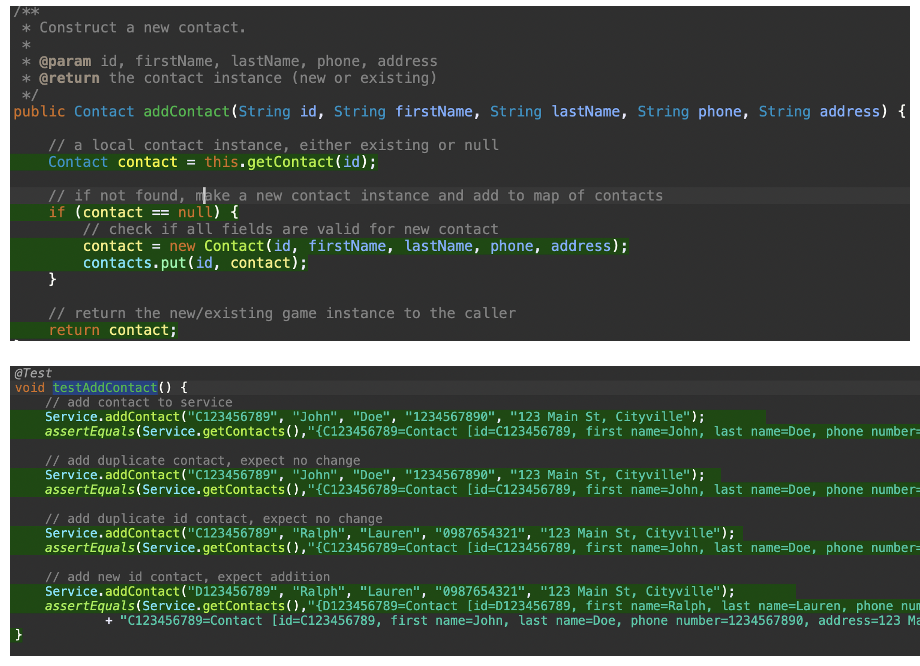 /**
* Construct a new contact.
*
* @param id, firstName, lastName, phone, address
* @return the contact instance (new or existing)
*/
public Contact addContact(String id, String firstName, String lastName, String phone, String address) {
// a local contact instance, either existing or null
Contact contact = this.getContact(id);
// if not found, make a new contact instance and add to map of contacts
if (contact == null) {
// check if all fields are valid for new contact
contact = new Contact(id, firstName, lastName, phone, address);
contacts.put(id, contact);
}
// return the new/existing game instance to the caller
return contact;
@Test
void testAddContact() {
// add contact to service
Service.addContact("C123456789", "John", "Doe", "1234567890", "123 Main St, Cityville");
assertEquals(Service.getContacts(),"{C123456789=Contact [id=C123456789, first name=John, last name=Doe, phone number=
// add duplicate contact, expect no change
Service.addContact("C123456789", "John", "Doe", "1234567890", "123 Main St, Cityville");
assertEquals(Service.getContacts(),"{C123456789=Contact [id=C123456789, first name=John, last name=Doe, phone number=
// add duplicate id contact, expect no change
Service.addContact("C123456789", "Ralph", "Lauren", "0987654321", "123 Main St, Cityville");
assertEquals(Service.getContacts(),"{C123456789=Contact [id=C123456789, first name=John, last name=Doe, phone number=
// add new id contact, expect addition
Service.addContact("D123456789", "Ralph", "Lauren", "0987654321", "123 Main St, Cityville");
assertEquals(Service.getContacts(),"{D123456789=Contact [id=D123456789, first name=Ralph, last name=Lauren, phone num
+ "C123456789=Contact [id=C123456789, first name=John, last name=Doe, phone number=1234567890, address=123 Ma
}